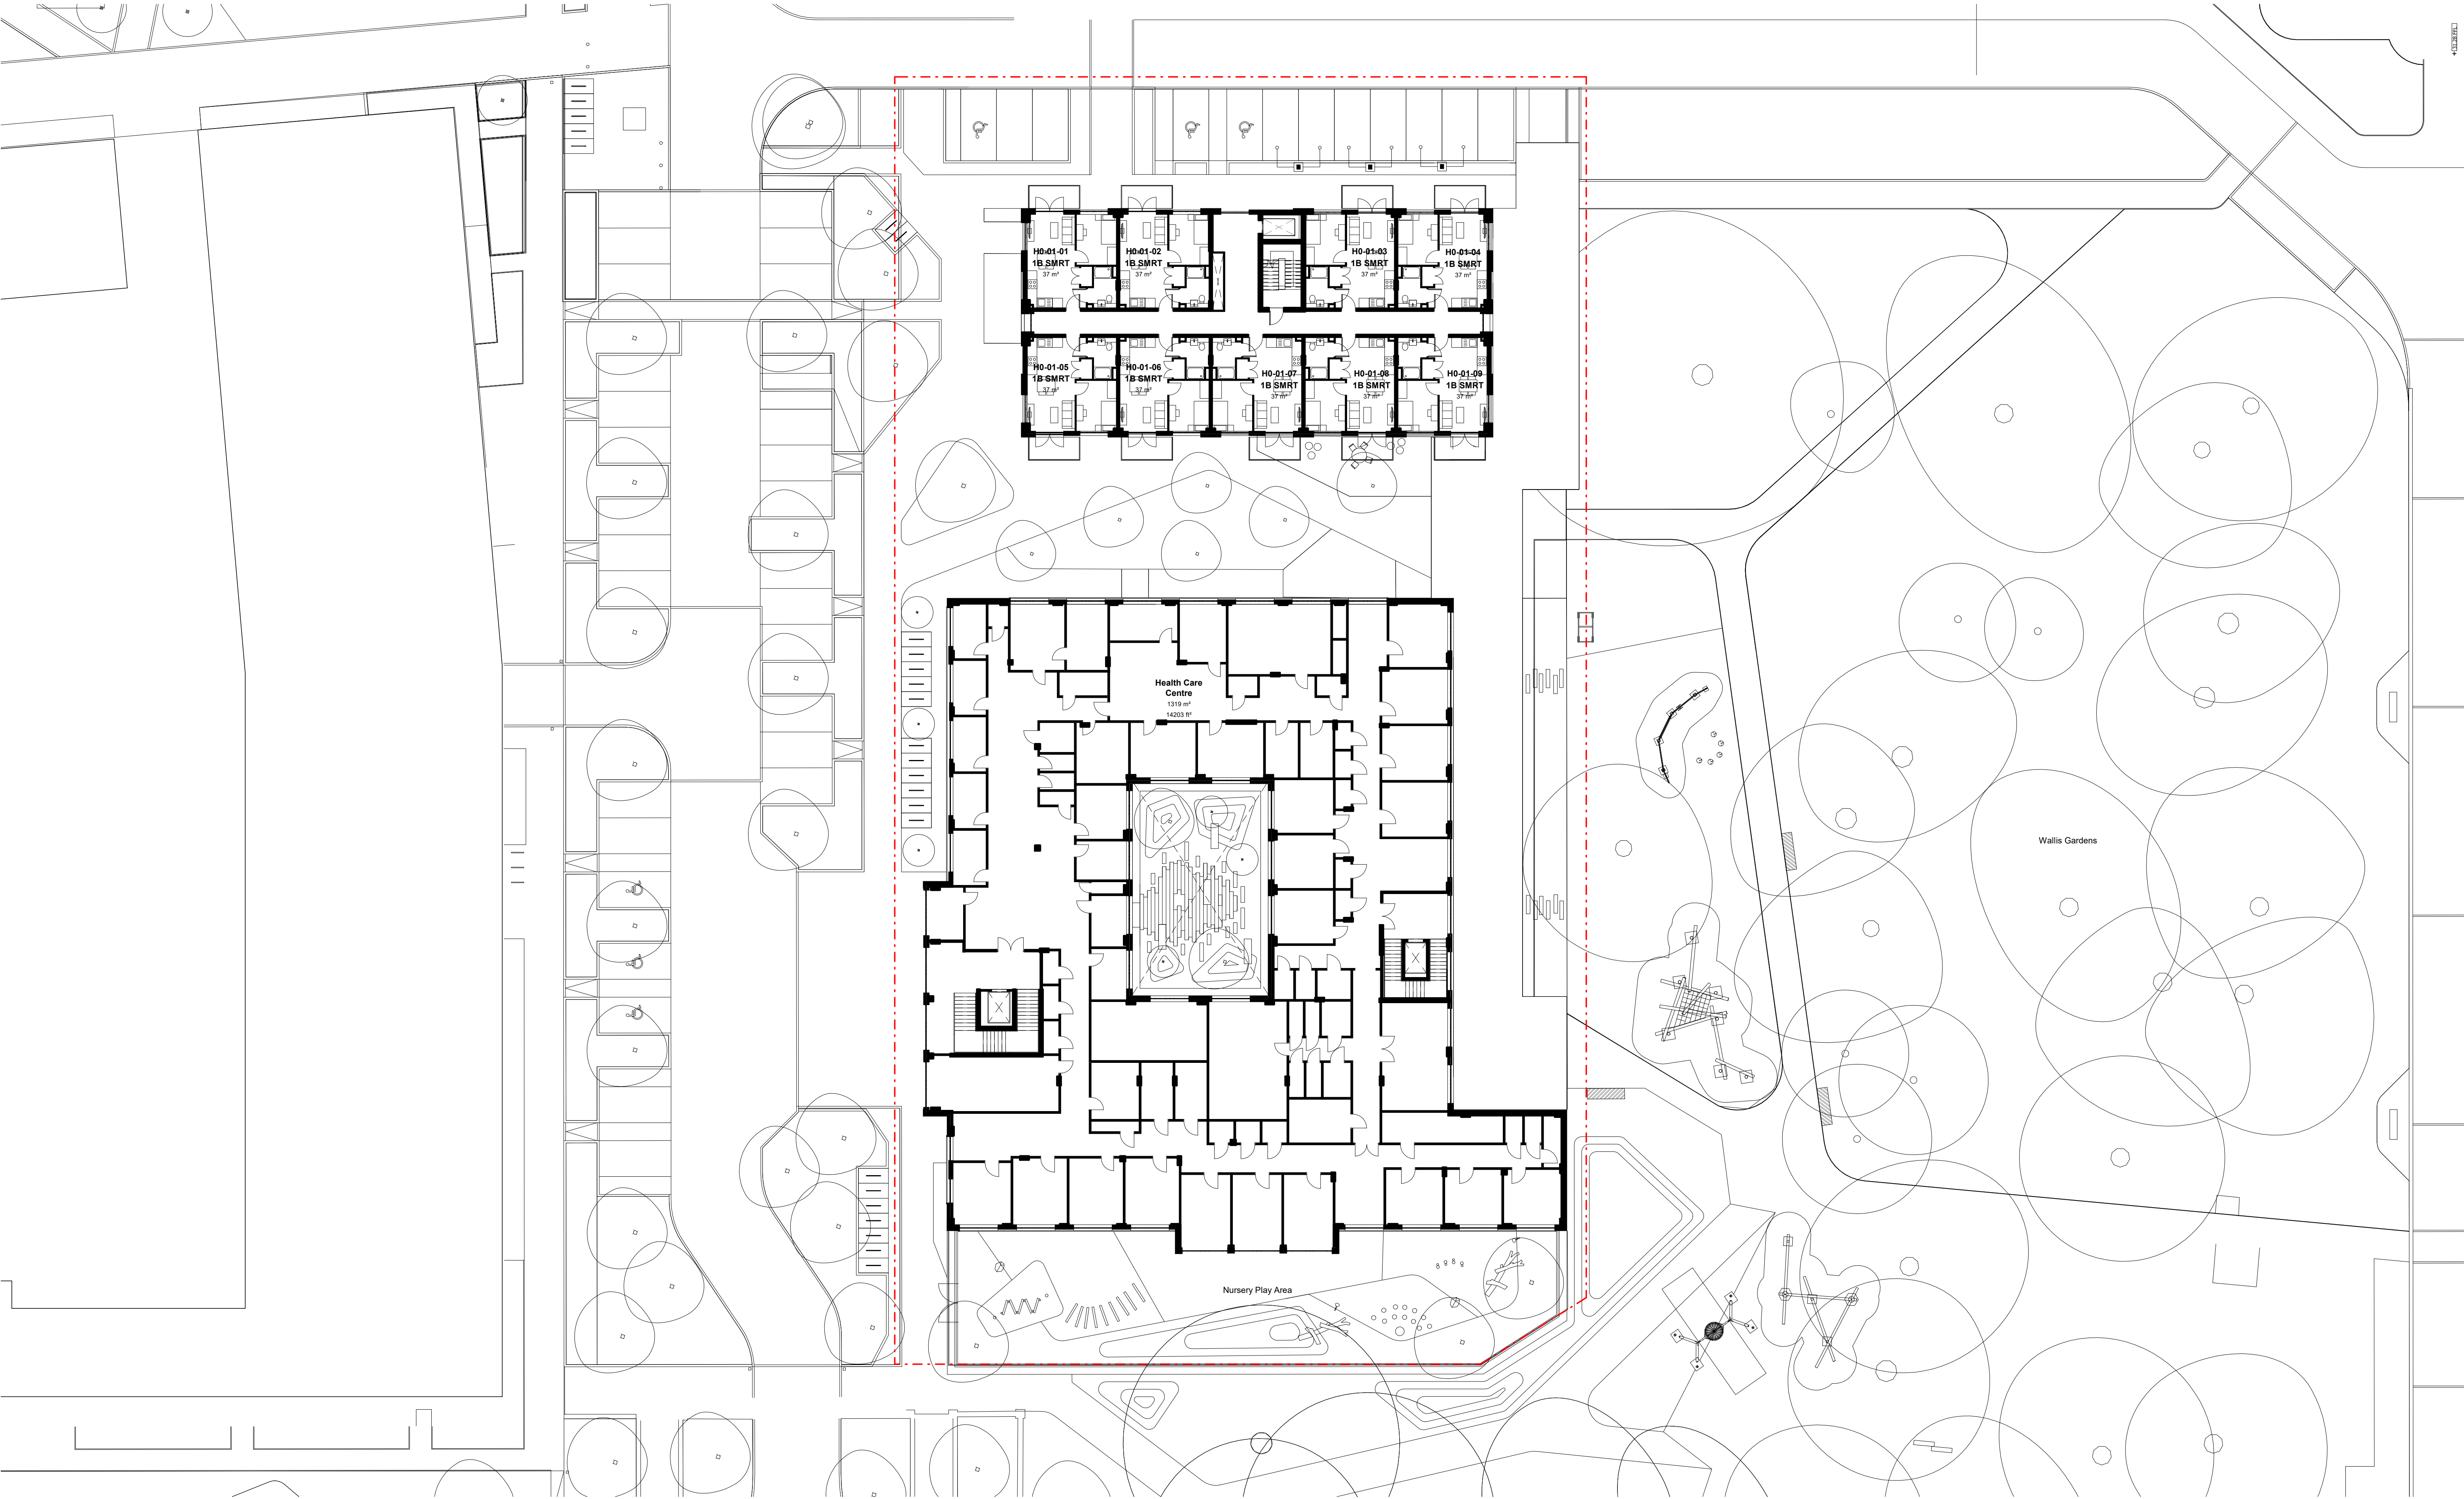 31.28 FFL
H0-01-01
1B SMRT
37 m²
H0-01-02
1B SMRT
37 m²
H0-01-03
1B SMRT
37 m²
H0-01-04
1B SMRT
37 m²
H0-01-05
1B SMRT
37 m²
H0-01-06
1B SMRT
37 m²
H0-01-07
1B SMRT
37 m²
H0-01-08
1B SMRT
37 m²
H0-01-09
1B SMRT
37 m²
Health Care
Centre
1319 m²
14203 ft²
Wallis Gardens
Nursery Play Area